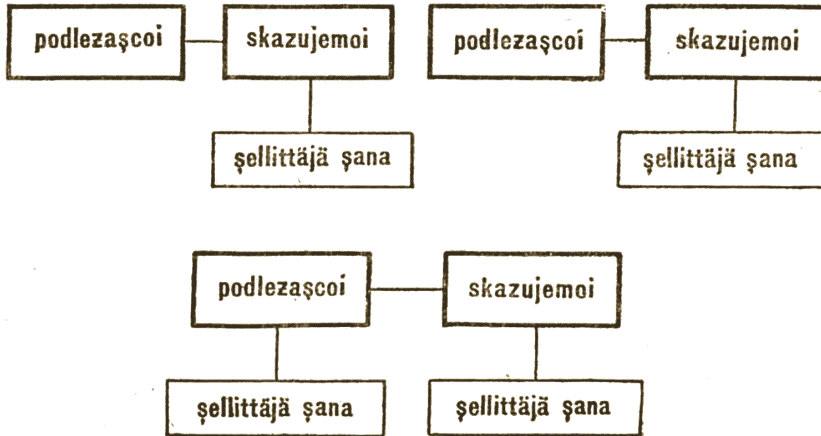 podlezaşcoi skazujemoi podlezaşcoi skazujemoi
şellittäjä şana şellittäjä şana
podlezaşcoi skazujemoi
şellittäjä şana şellittäjä şana